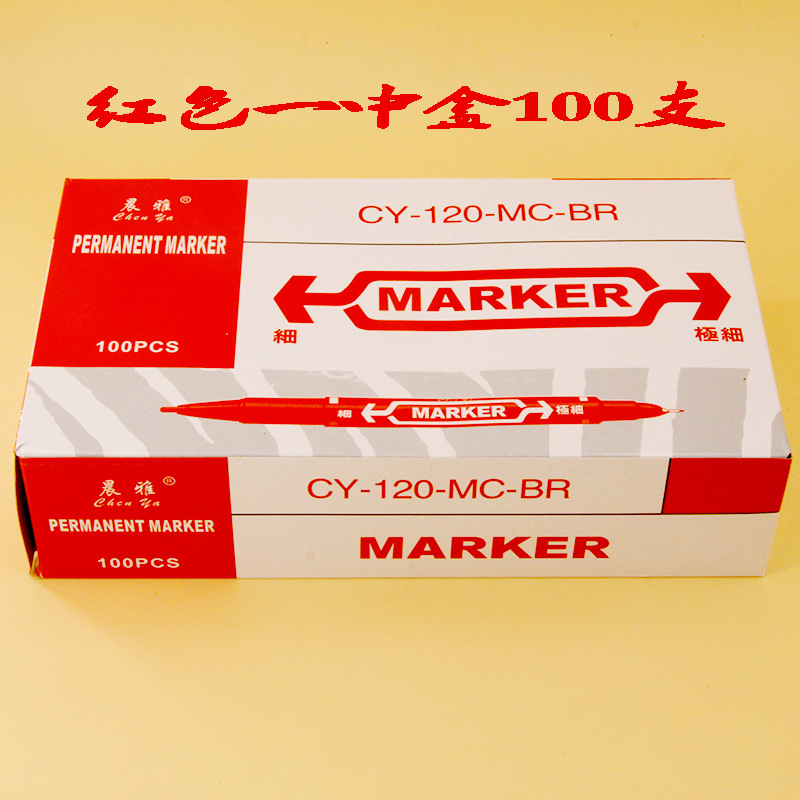 红色一中盒100支
晨雅®
Chen Ya
PERMANENT MARKER
100PCS
CY-120-MC-BR
MARKER
細
極細
細
MARKER
極細
晨雅®
Chen Ya
PERMANENT MARKER
100PCS
CY-120-MC-BR
MARKER